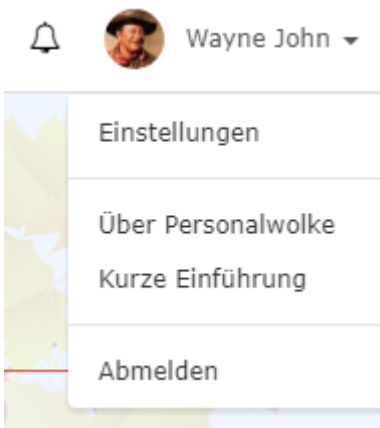 Wayne John
Einstellungen
Über Personalwolke
Kurze Einführung
Abmelden